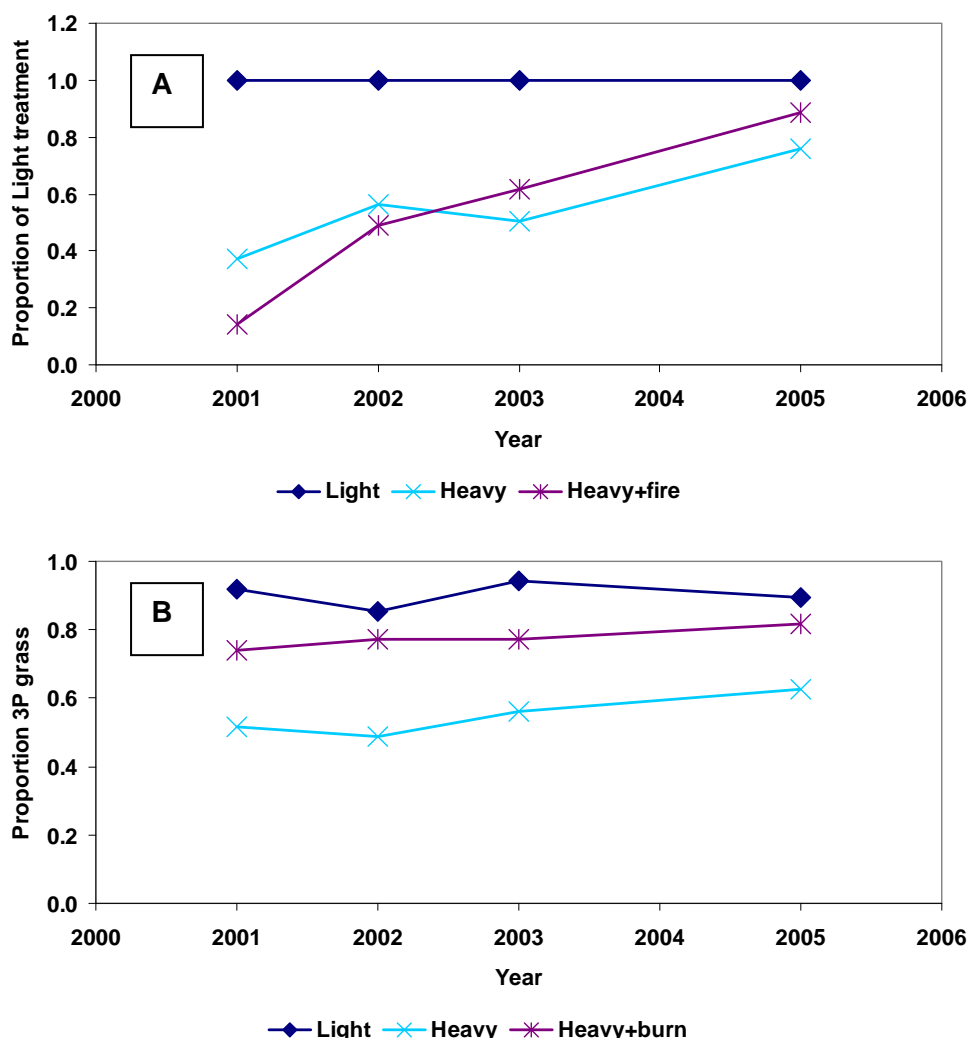 1.2
1.0
0.8
0.6
0.4
0.2
0.0
Proportion of Light treatment
A
2000 2001 2002 2003 2004 2005 2006
Year
Light Heavy Heavy+fire
1.0
0.8
0.6
0.4
0.2
0.0
Proportion 3P grass
B
2000 2001 2002 2003 2004 2005 2006
Year
Light Heavy Heavy+burn